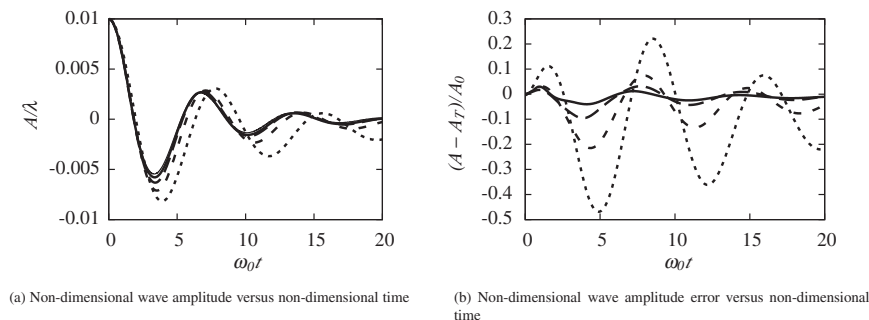 0.01
0.005
0
-0.005
-0.01
A/λ
0 5 10 15 20
ω₀t
0.3
0.2
0.1
0
-0.1
-0.2
-0.3
-0.4
-0.5
(A − A_T)/A₀
0 5 10 15 20
ω₀t
(a) Non-dimensional wave amplitude versus non-dimensional time
(b) Non-dimensional wave amplitude error versus non-dimensional
time